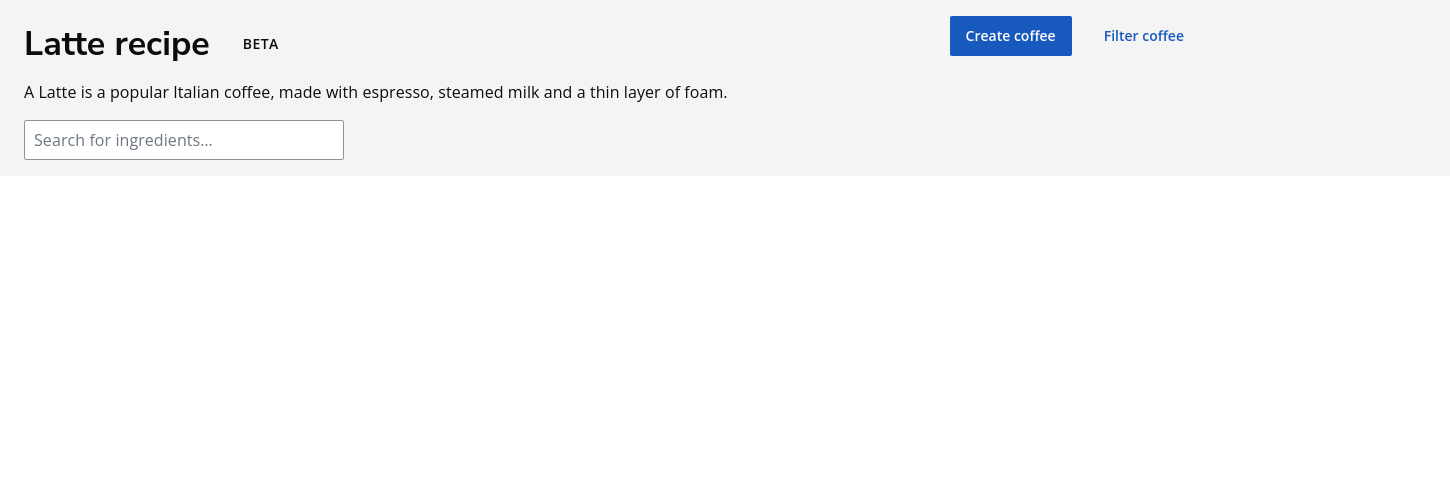 Latte recipe BETA
Create coffee Filter coffee
A Latte is a popular Italian coffee, made with espresso, steamed milk and a thin layer of foam.
Search for ingredients...